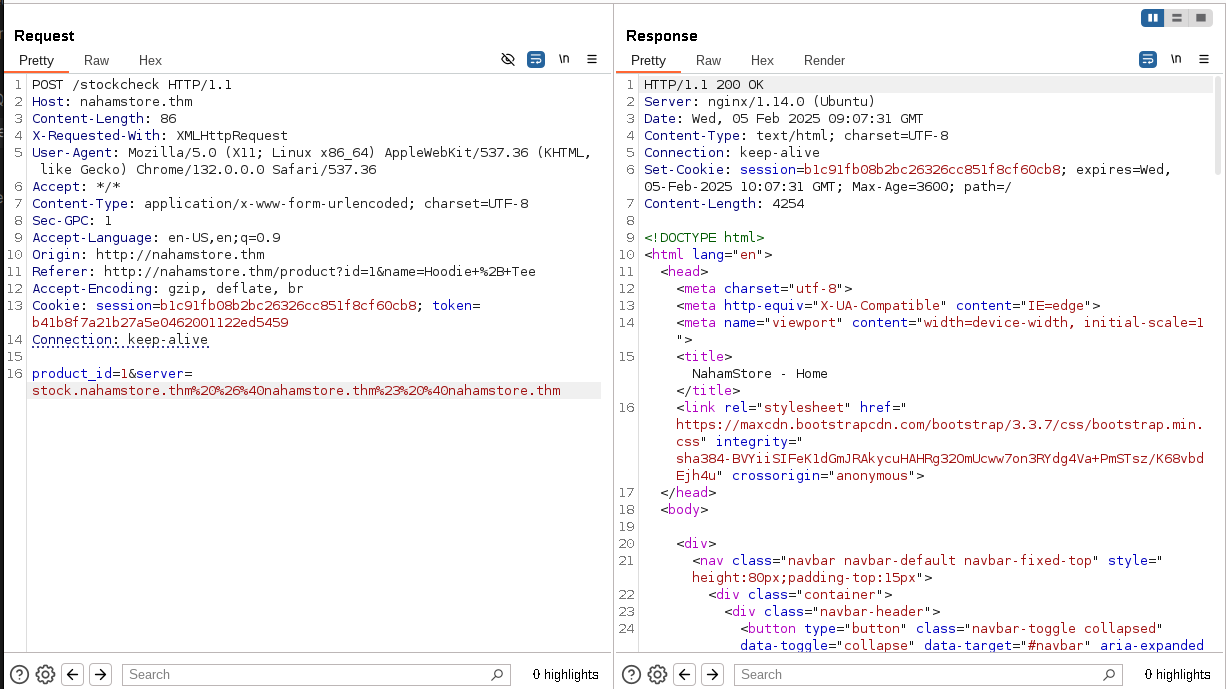 Request
Pretty Raw Hex
\n
1 POST /stockcheck HTTP/1.1
2 Host: nahamstore.thm
3 Content-Length: 86
4 X-Requested-With: XMLHttpRequest
5 User-Agent: Mozilla/5.0 (X11; Linux x86_64) AppleWebKit/537.36 (KHTML,
like Gecko) Chrome/132.0.0.0 Safari/537.36
6 Accept: */*
7 Content-Type: application/x-www-form-urlencoded; charset=UTF-8
8 Sec-GPC: 1
9 Accept-Language: en-US,en;q=0.9
10 Origin: http://nahamstore.thm
11 Referer: http://nahamstore.thm/product?id=1&name=Hoodie+%2B+Tee
12 Accept-Encoding: gzip, deflate, br
13 Cookie: session=b1c91fb08b2bc26326cc851f8cf60cb8; token=
b41b8f7a21b27a5e0462001122ed5459
14 Connection: keep-alive
15
16 product_id=1&server=
stock.nahamstore.thm%20%26%40nahamstore.thm%23%20%40nahamstore.thm
Search
0 highlights
Response
Pretty Raw Hex Render
\n
1 HTTP/1.1 200 OK
2 Server: nginx/1.14.0 (Ubuntu)
3 Date: Wed, 05 Feb 2025 09:07:31 GMT
4 Content-Type: text/html; charset=UTF-8
5 Connection: keep-alive
6 Set-Cookie: session=b1c91fb08b2bc26326cc851f8cf60cb8; expires=Wed,
05-Feb-2025 10:07:31 GMT; Max-Age=3600; path=/
7 Content-Length: 4254
8
9 <!DOCTYPE html>
10 <html lang="en">
11 <head>
12 <meta charset="utf-8">
13 <meta http-equiv="X-UA-Compatible" content="IE=edge">
14 <meta name="viewport" content="width=device-width, initial-scale=1
">
15 <title>
NahamStore - Home
</title>
16 <link rel="stylesheet" href="
https://maxcdn.bootstrapcdn.com/bootstrap/3.3.7/css/bootstrap.min.
css" integrity="
sha384-BVYiiSIFeK1dGmJRAkycuHAHRg32OmUcww7on3RYdg4Va+PmSTsz/K68vbd
Ejh4u" crossorigin="anonymous">
17 </head>
18 <body>
19
20 <div>
21 <nav class="navbar navbar-default navbar-fixed-top" style="
height:80px;padding-top:15px">
22 <div class="container">
23 <div class="navbar-header">
24 <button type="button" class="navbar-toggle collapsed"
data-toggle="collapse" data-target="#navbar" aria-expanded
Search
0 highlights